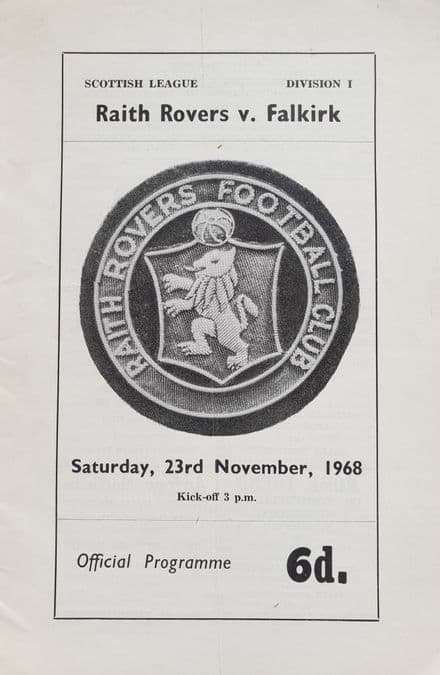 SCOTTISH LEAGUE DIVISION I
Raith Rovers v. Falkirk
RAITH ROVERS FOOTBALL CLUB
Saturday, 23rd November, 1968
Kick-off 3 p.m.
Official Programme 6d.